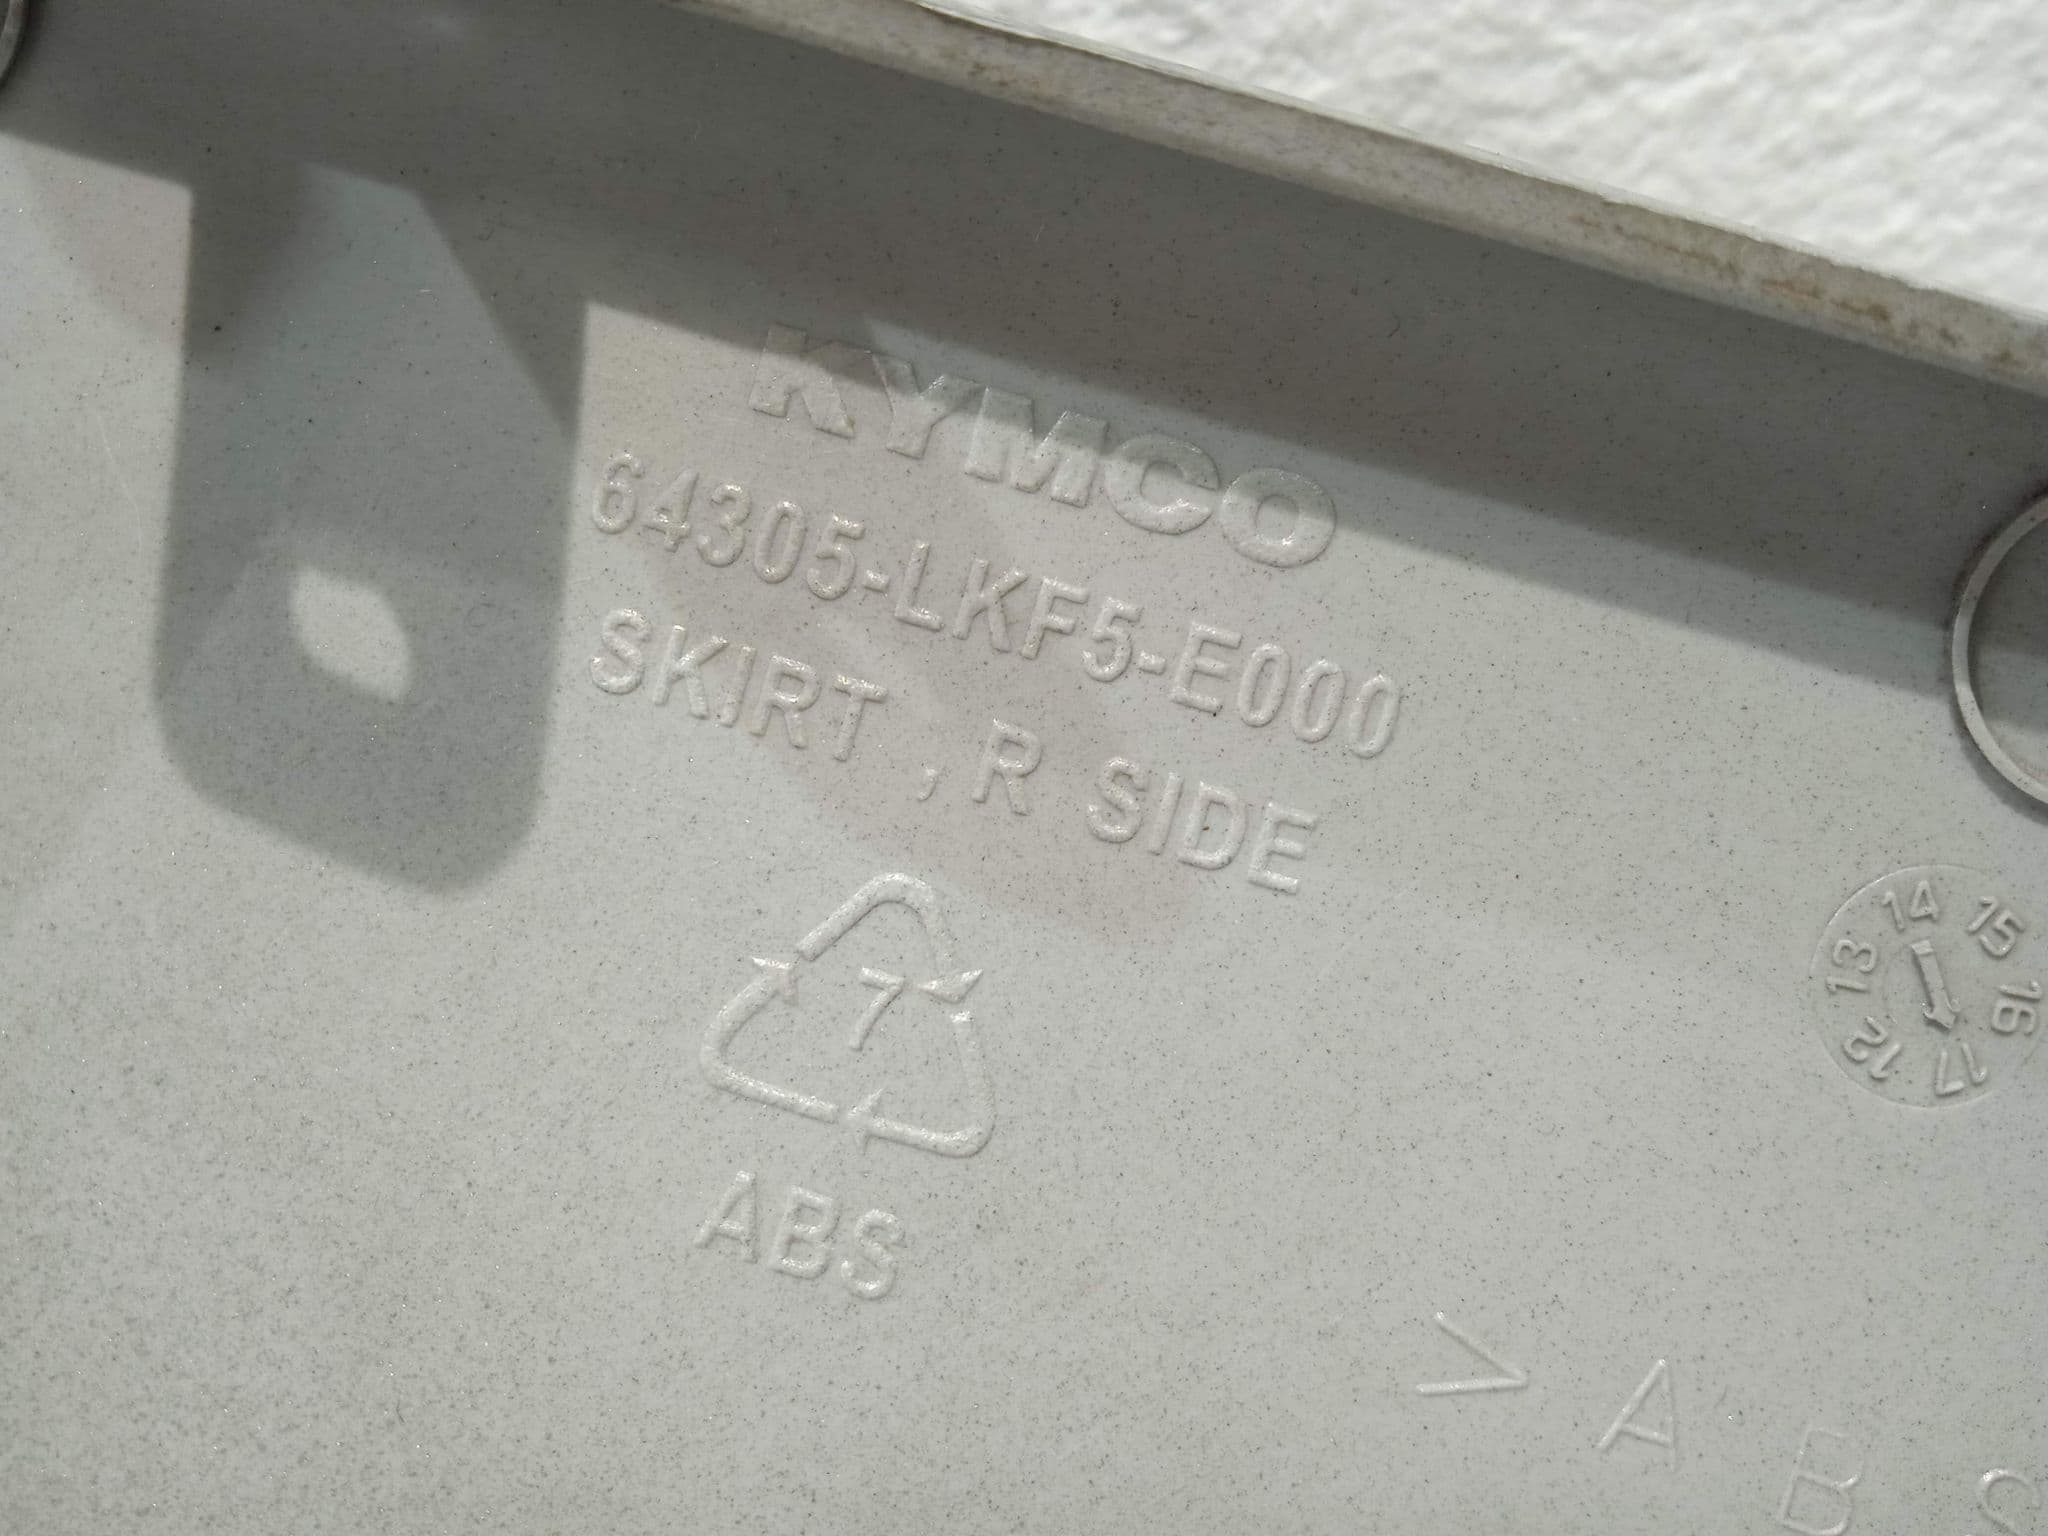 KYMCO
64305-LKF5-E000
SKIRT , R SIDE
7
ABS
12 13 14 15 16 17
>ABS